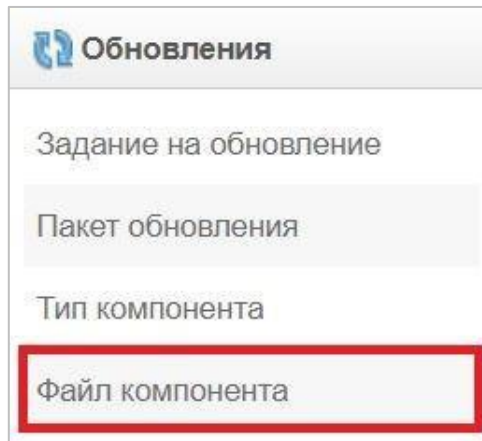 Обновления
Задание на обновление
Пакет обновления
Тип компонента
Файл компонента